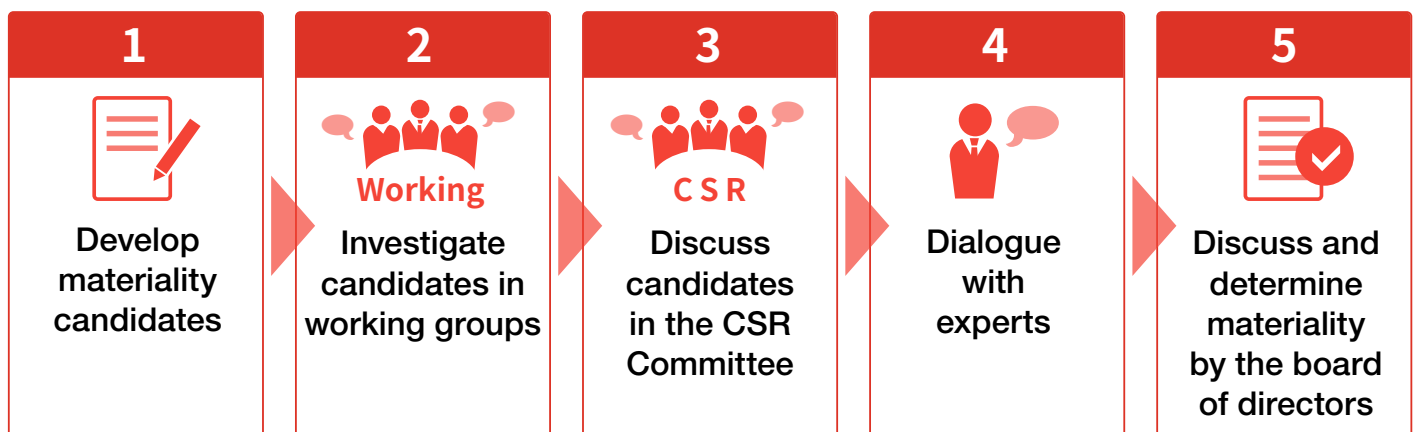 1
Develop
materiality
candidates
2
Working
Investigate
candidates in
working groups
3
CSR
Discuss
candidates
in the CSR
Committee
4
Dialogue
with
experts
5
Discuss and
determine
materiality
by the board
of directors